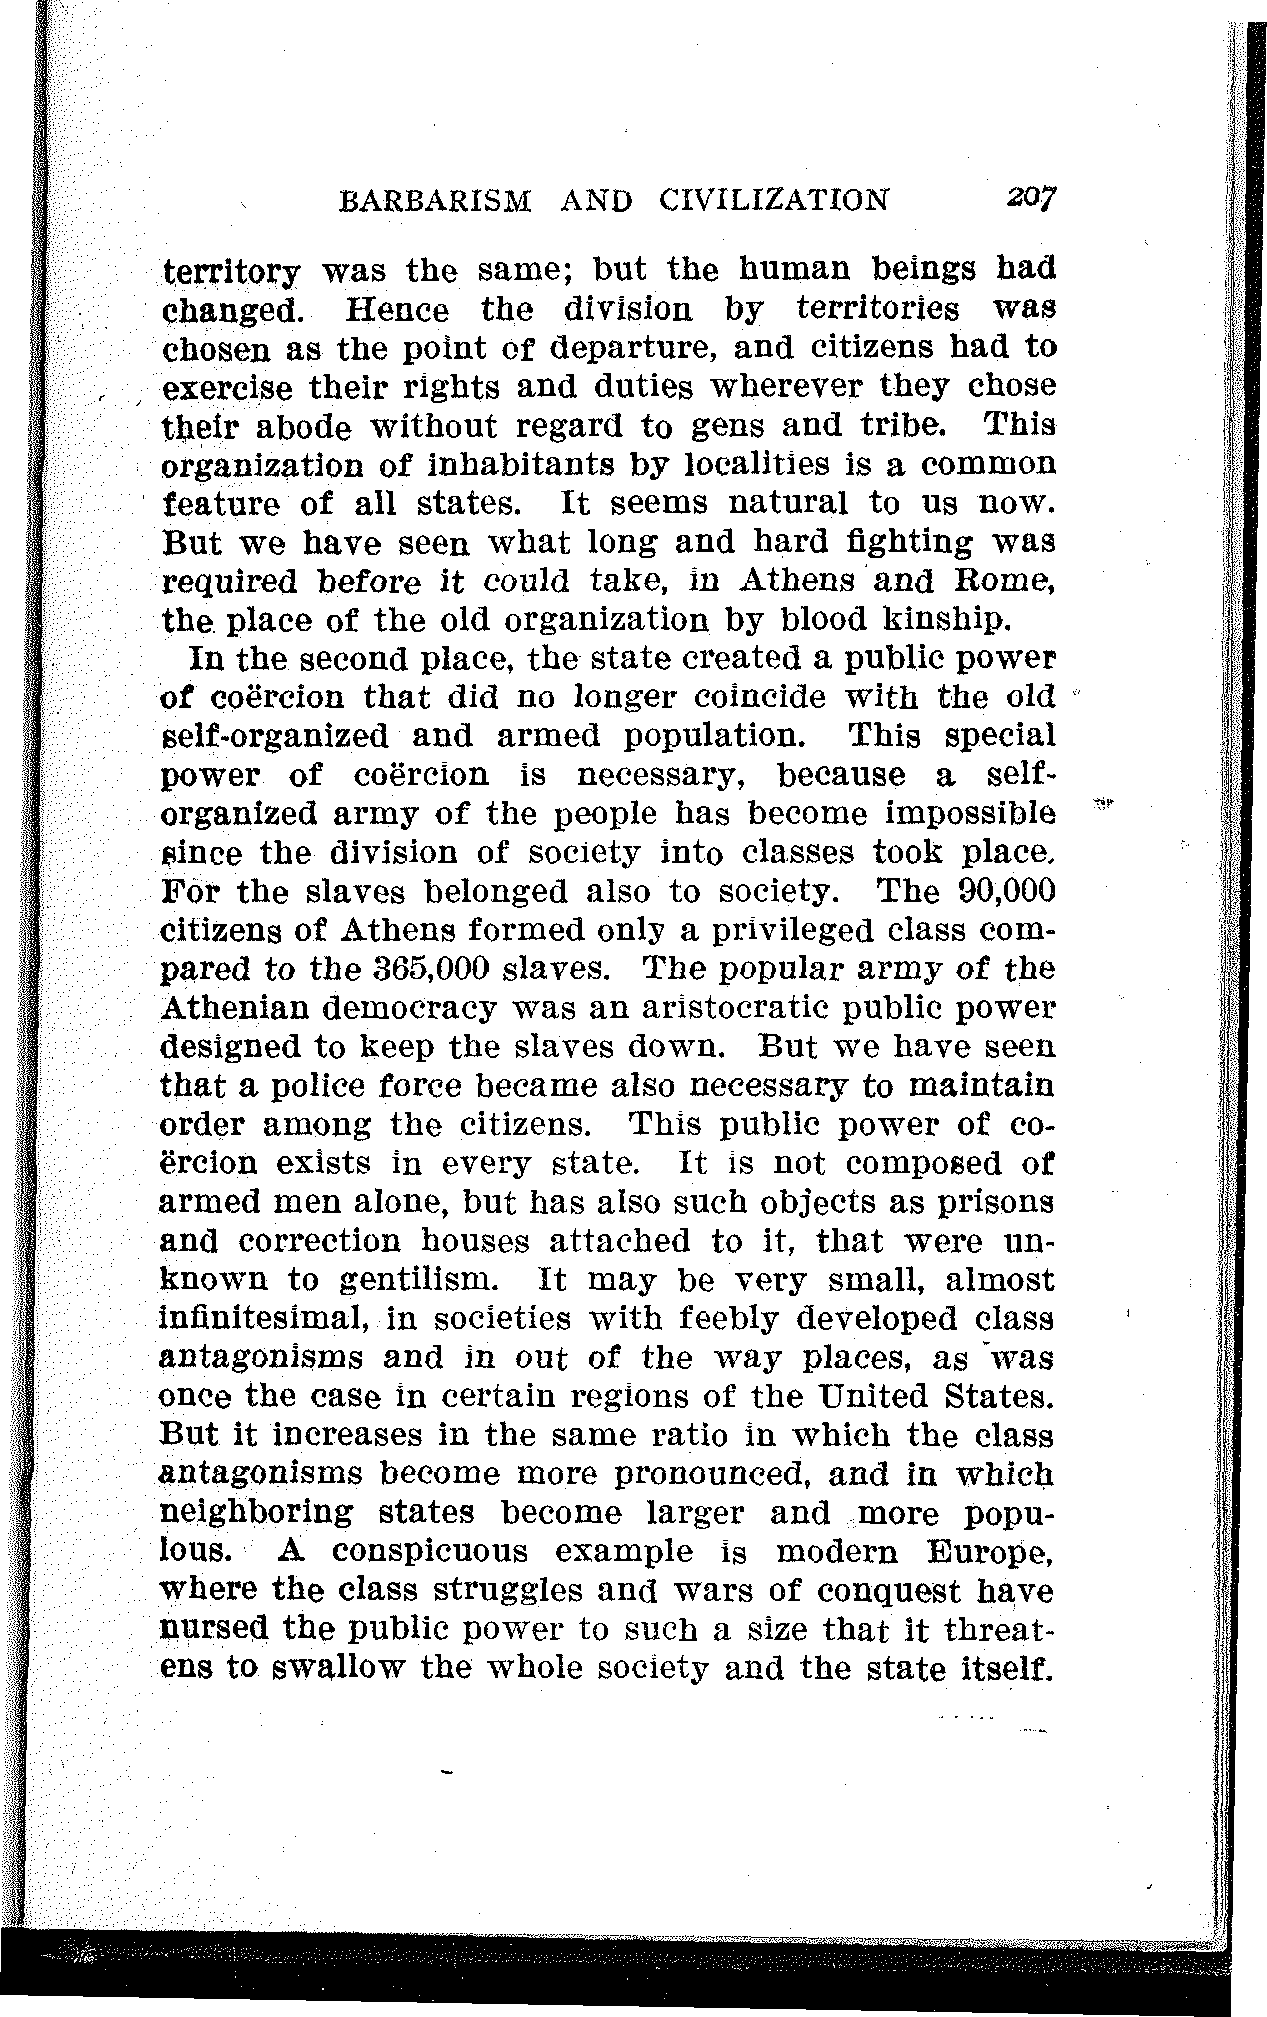 BARBARISM AND CIVILIZATION 207
territory was the same; but the human beings had
changed. Hence the division by territories was
chosen as the point of departure, and citizens had to
exercise their rights and duties wherever they chose
their abode without regard to gens and tribe. This
organization of inhabitants by localities is a common
feature of all states. It seems natural to us now.
But we have seen what long and hard fighting was
required before it could take, in Athens and Rome,
the place of the old organization by blood kinship.
In the second place, the state created a public power
of coërcion that did no longer coincide with the old
self-organized and armed population. This special
power of coërcion is necessary, because a self-
organized army of the people has become impossible
since the division of society into classes took place.
For the slaves belonged also to society. The 90,000
citizens of Athens formed only a privileged class com-
pared to the 365,000 slaves. The popular army of the
Athenian democracy was an aristocratic public power
designed to keep the slaves down. But we have seen
that a police force became also necessary to maintain
order among the citizens. This public power of co-
ërcion exists in every state. It is not composed of
armed men alone, but has also such objects as prisons
and correction houses attached to it, that were un-
known to gentilism. It may be very small, almost
infinitesimal, in societies with feebly developed class
antagonisms and in out of the way places, as was
once the case in certain regions of the United States.
But it increases in the same ratio in which the class
antagonisms become more pronounced, and in which
neighboring states become larger and more popu-
lous. A conspicuous example is modern Europe,
where the class struggles and wars of conquest have
nursed the public power to such a size that it threat-
ens to swallow the whole society and the state itself.